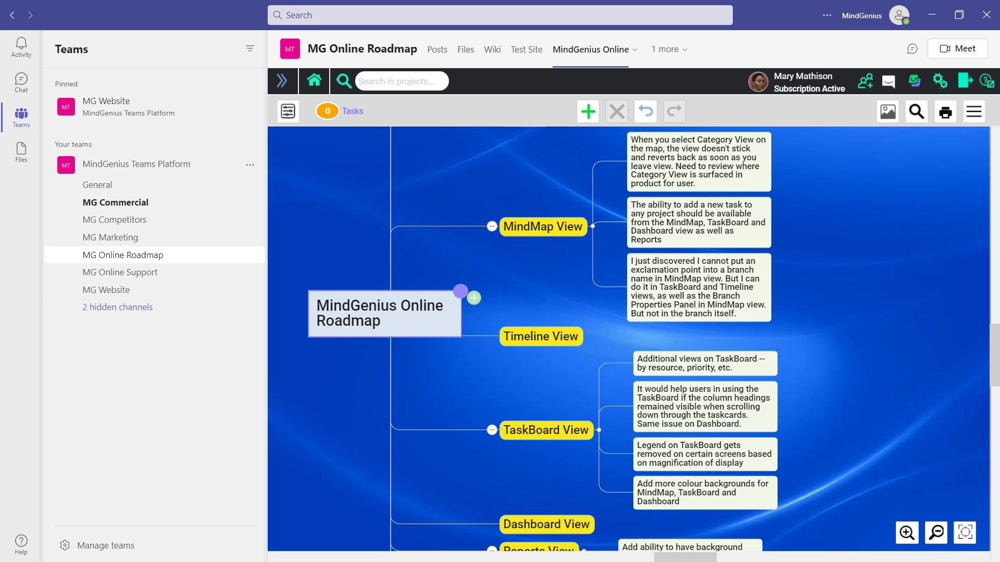 Search
MindGenius
Activity
Chat
Teams
Files
Help
Teams
Pinned
MT
MG Website
MindGenius Teams Platform
Your teams
MT
MindGenius Teams Platform
General
MG Commercial
MG Competitors
MG Marketing
MG Online Roadmap
MG Online Support
MG Website
2 hidden channels
Manage teams
MT
MG Online Roadmap
Posts
Files
Wiki
Test Site
MindGenius Online
1 more
Meet
Search in projects...
Mary Mathison
Subscription Active
0
Tasks
MindGenius Online
Roadmap
MindMap View
When you select Category View on
the map, the view doesn't stick
and reverts back as soon as you
leave view. Need to review where
Category View is surfaced in
product for user.
The ability to add a new task to
any project should be available
from the MindMap, TaskBoard and
Dashboard view as well as
Reports
I just discovered I cannot put an
exclamation point into a branch
name in MindMap view. But I can
do it in TaskBoard and Timeline
views, as well as the Branch
Properties Panel in MindMap view.
But not in the branch itself.
Timeline View
TaskBoard View
Additional views on TaskBoard --
by resource, priority, etc.
It would help users in using the
TaskBoard if the column headings
remained visible when scrolling
down through the taskcards.
Same issue on Dashboard.
Legend on TaskBoard gets
removed on certain screens based
on magnification of display
Add more colour backgrounds for
MindMap, TaskBoard and
Dashboard
Dashboard View
Reports View
Add ability to have background